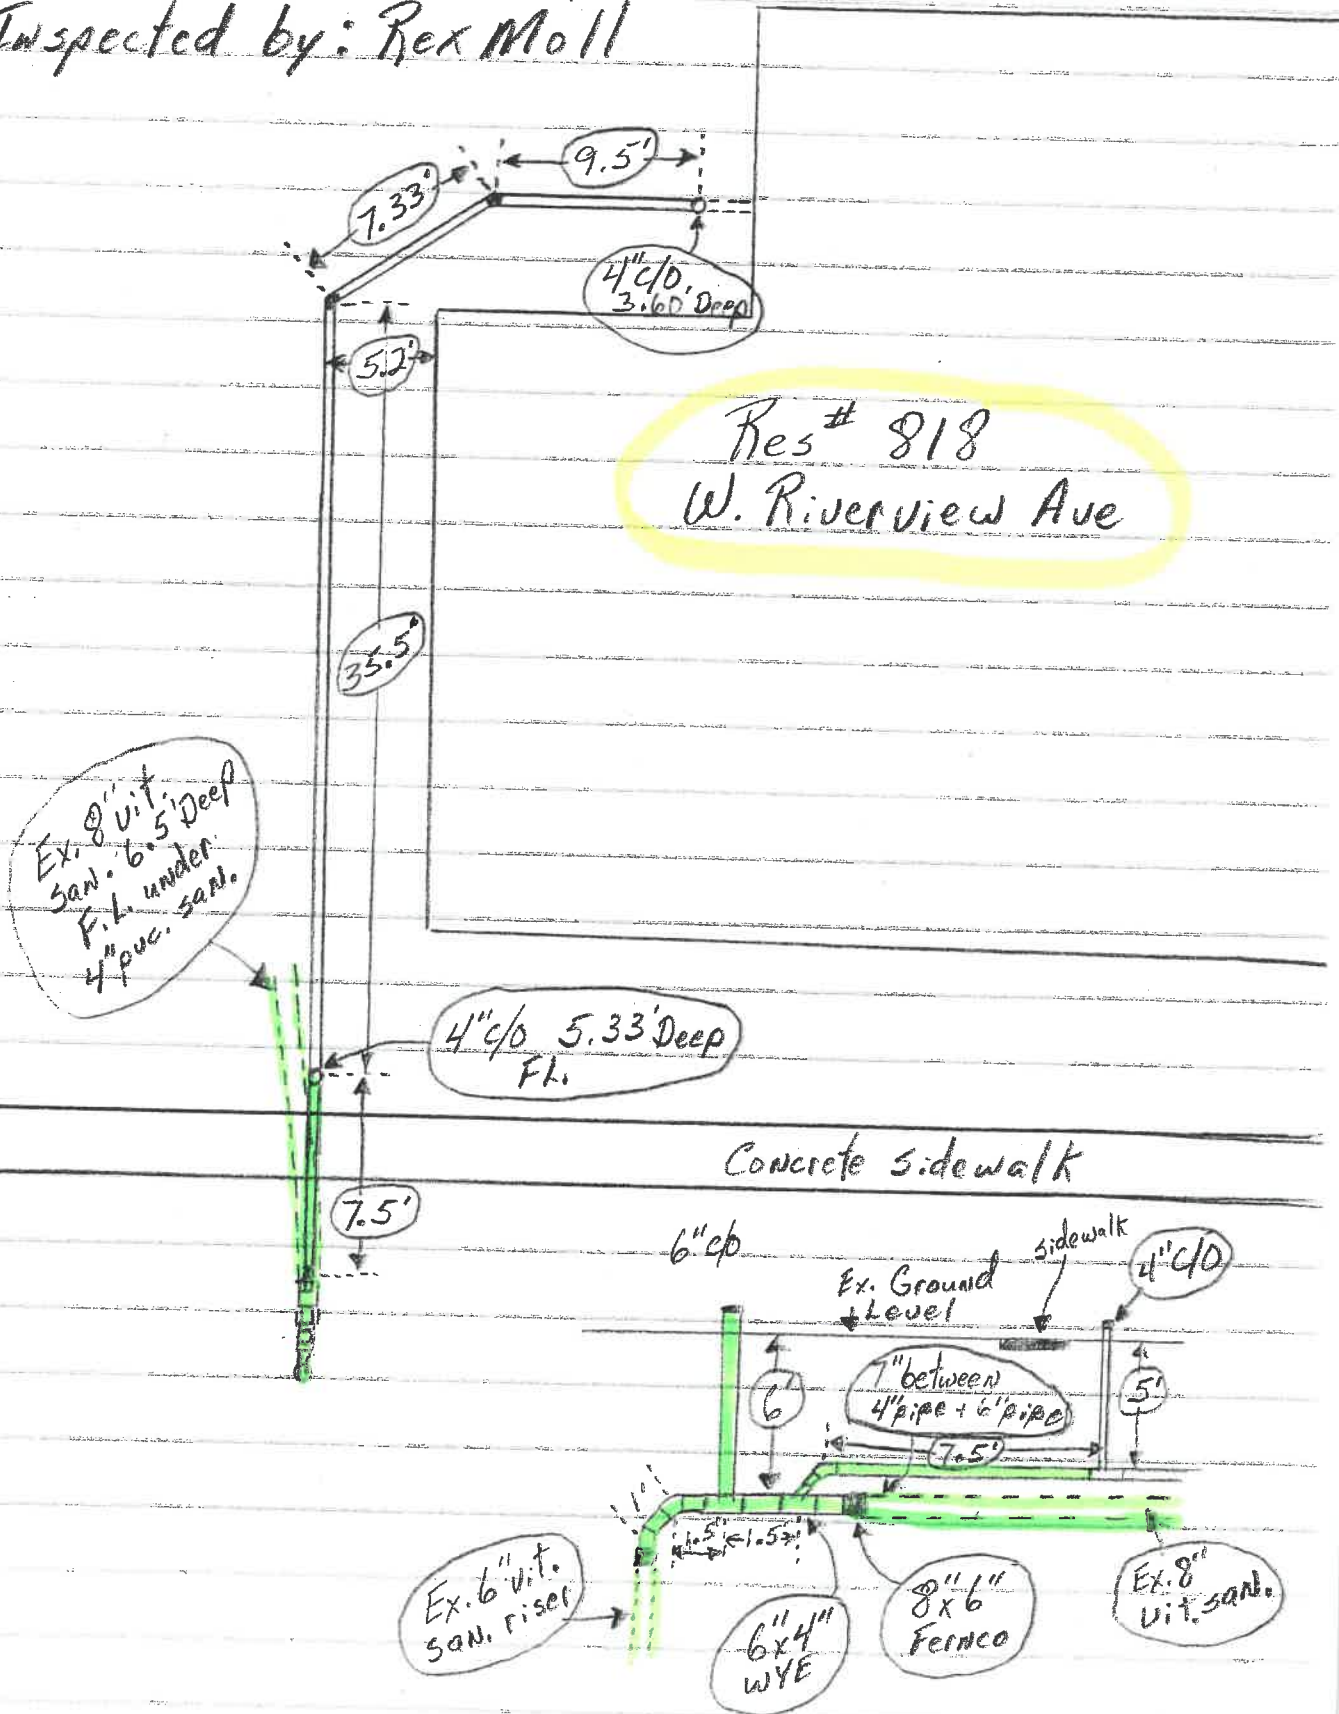 Inspected by: Rex Moll
9.5'
7.33'
4"c/o.
3.60' Deep
5.2'
Res# 818
W. Riverview Ave
35.5'
Ex. 8" vit.
san. 6.5' Deep
F.L. under
4" pvc. san.
4"c/o 5.33' Deep
FL.
Concrete sidewalk
7.5'
6"c/o
sidewalk
4"c/o
Ex. Ground
Level
6'
7" between
4"pipe + 6"pipe
5'
7.5'
1'
1.5'
1.5'
Ex. 6" vit.
san. riser
6"x4"
WYE
8"x6"
Fernco
Ex. 8"
vit. san.